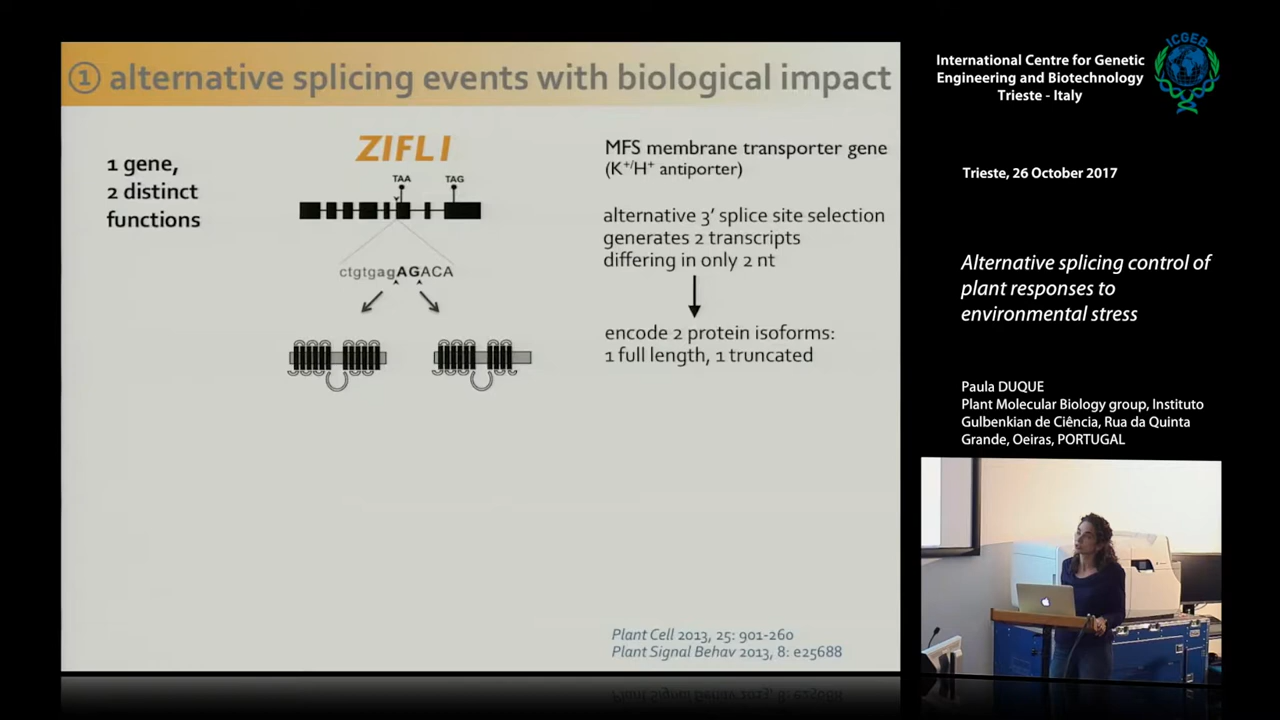 ① alternative splicing events with biological impact
1 gene,
2 distinct
functions
ZIFL1
TAA
TAG
ctgtgagAGACA
MFS membrane transporter gene
(K+/H+ antiporter)
alternative 3' splice site selection
generates 2 transcripts
differing in only 2 nt
encode 2 protein isoforms:
1 full length, 1 truncated
Plant Cell 2013, 25: 901-260
Plant Signal Behav 2013, 8: e25688
International Centre for Genetic
Engineering and Biotechnology
Trieste - Italy
ICGEB
Trieste, 26 October 2017
Alternative splicing control of
plant responses to
environmental stress
Paula DUQUE
Plant Molecular Biology group, Instituto
Gulbenkian de Ciência, Rua da Quinta
Grande, Oeiras, PORTUGAL